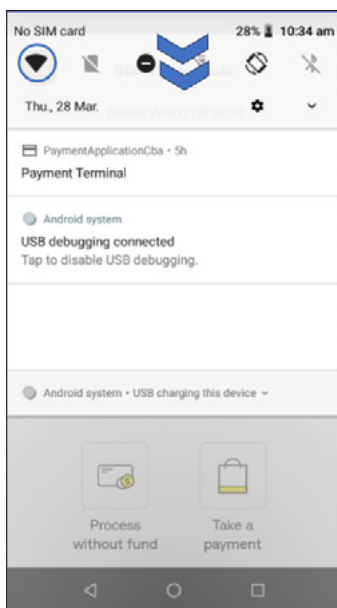 No SIM card 28% 10:34 am
Thu., 28 Mar.
PaymentApplicationCba • 5h
Payment Terminal
Android system
USB debugging connected
Tap to disable USB debugging.
Android system • USB charging this device
Process without fund
Take a payment